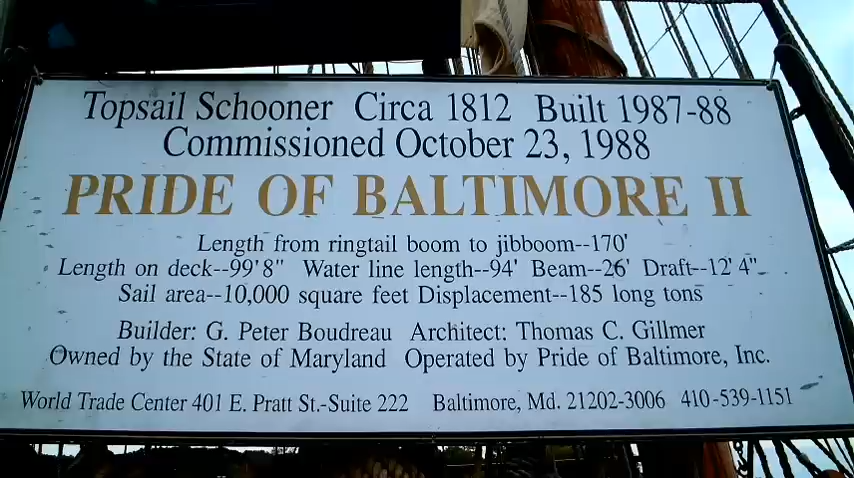 Topsail Schooner Circa 1812 Built 1987-88
Commissioned October 23, 1988
PRIDE OF BALTIMORE II
Length from ringtail boom to jibboom--170'
Length on deck--99'8" Water line length--94' Beam--26' Draft--12'4"
Sail area--10,000 square feet Displacement--185 long tons
Builder: G. Peter Boudreau Architect: Thomas C. Gillmer
Owned by the State of Maryland Operated by Pride of Baltimore, Inc.
World Trade Center 401 E. Pratt St.-Suite 222 Baltimore, Md. 21202-3006 410-539-1151